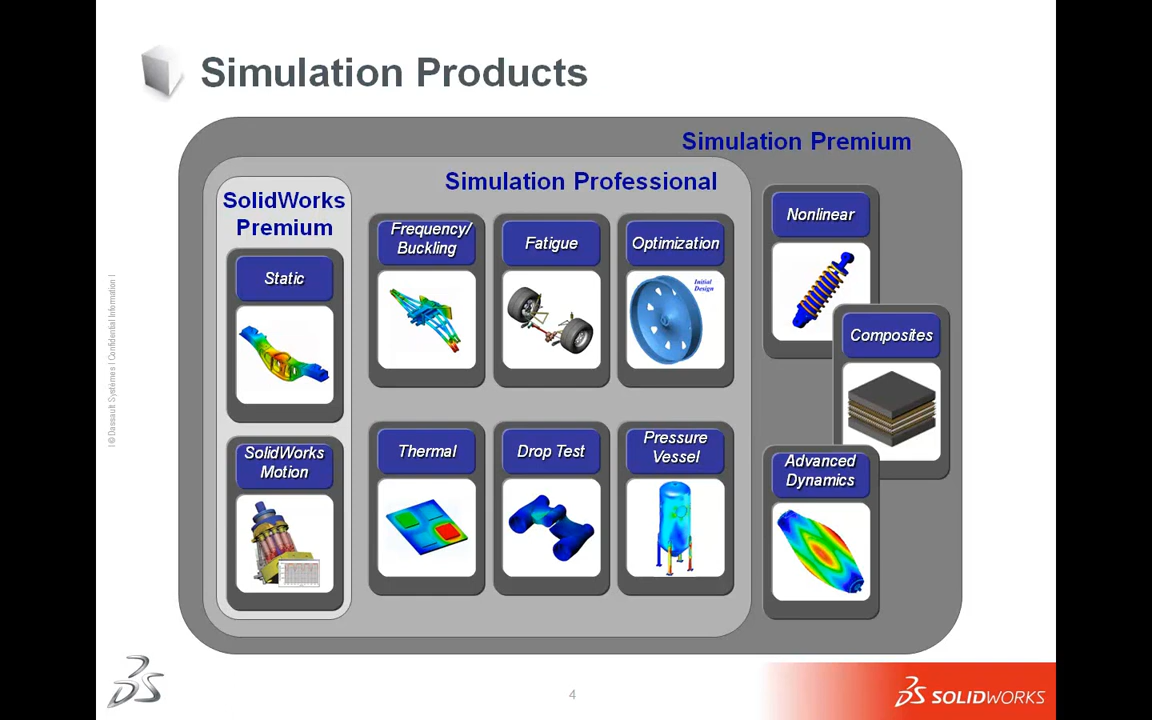 Simulation Products
Simulation Premium
Simulation Professional
SolidWorks
Premium
Static
SolidWorks
Motion
Frequency/
Buckling
Fatigue
Optimization
Initial
Design
Thermal
Drop Test
Pressure
Vessel
Nonlinear
Composites
Advanced
Dynamics
| © Dassault Systèmes | Confidential Information |
4
SOLIDWORKS